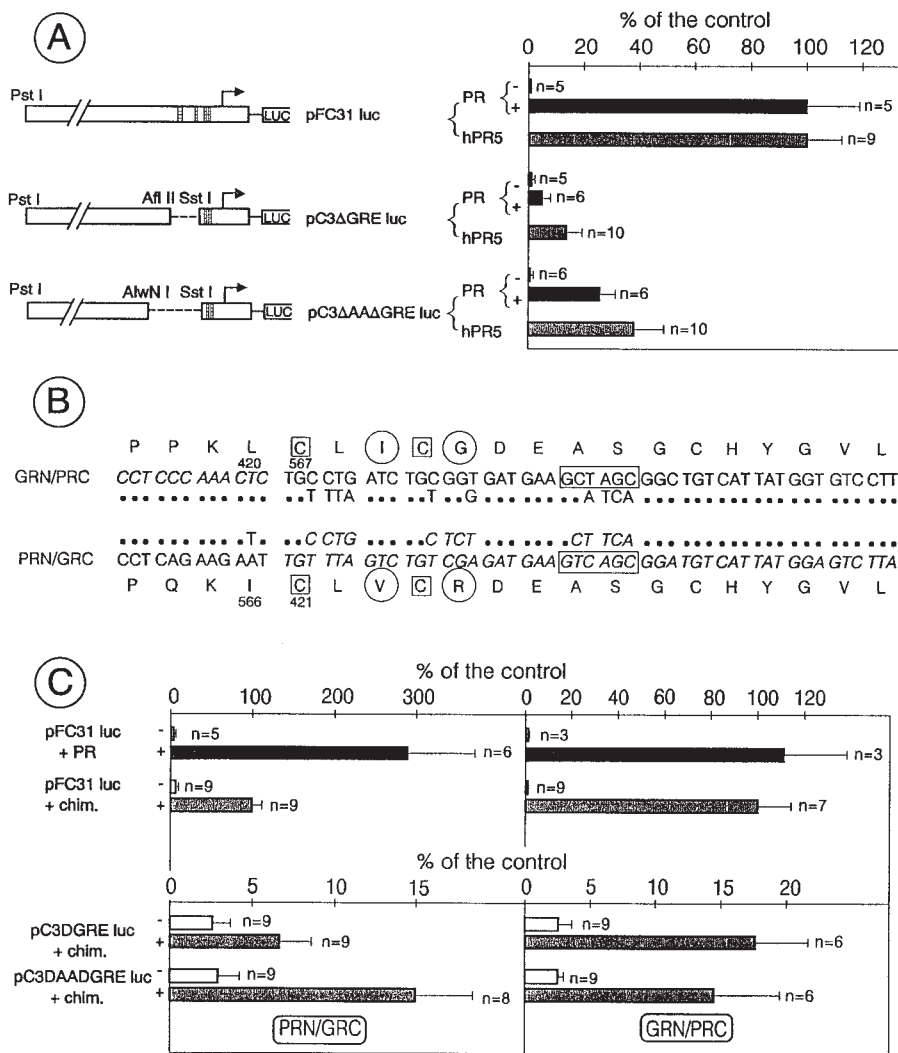 A
% of the control
0 20 40 60 80 100 120
Pst I
LUC
pFC31 luc
PR
-
+
hPR5
n=5
n=5
n=9
Pst I
Afl II Sst I
LUC
pC3ΔGRE luc
PR
-
+
hPR5
n=5
n=6
n=10
Pst I
AlwN I Sst I
LUC
pC3ΔAAΔGRE luc
PR
-
+
hPR5
n=6
n=6
n=10
B
P P K L C L I C G D E A S G C H Y G V L
420 567
GRN/PRC CCT CCC AAA CTC TGC CTG ATC TGC GGT GAT GAA GCT AGC GGC TGT CAT TAT GGT GTC CTT
T TTA T G A TCA
T C CTG C TCT CT TCA
PRN/GRC CCT CAG AAG AAT TGT TTA GTC TGT CGA GAT GAA GTC AGC GGA TGT CAT TAT GGA GTC TTA
P Q K I C L V C R D E A S G C H Y G V L
566 421
C
% of the control
0 100 200 300 0 20 40 60 80 100 120
pFC31 luc
+ PR
-
+
n=5 n=3
n=6 n=3
pFC31 luc
+ chim.
-
+
n=9 n=9
n=9 n=7
% of the control
0 5 10 15 0 5 10 15 20
pC3DGRE luc
+ chim.
-
+
n=9 n=9
n=9 n=6
pC3DAADGRE luc
+ chim.
-
+
n=9 n=9
n=8 n=6
PRN/GRC GRN/PRC